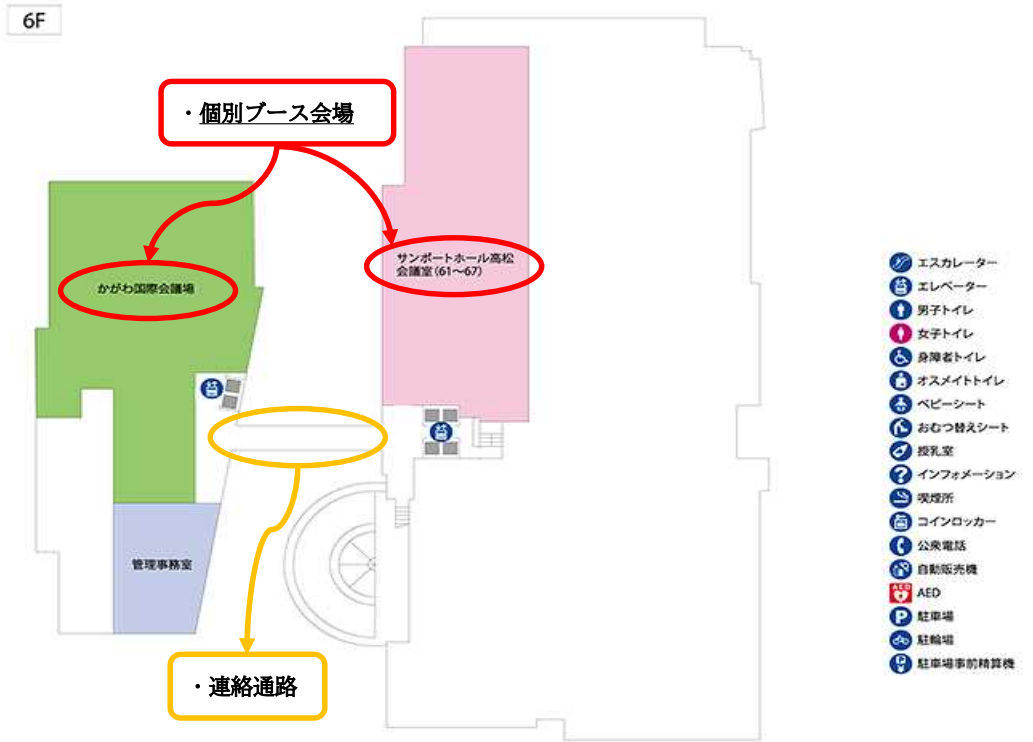 6F
・個別ブース会場
サンポートホール高松
会議室(61〜67)
かがわ国際会議場
管理事務室
・連絡通路
エスカレーター
エレベーター
男子トイレ
女子トイレ
身障者トイレ
オスメイトトイレ
ベビーシート
おむつ替えシート
授乳室
インフォメーション
喫煙所
コインロッカー
公衆電話
自動販売機
AED
AED
P
駐車場
駐輪場
P
駐車場事前精算機